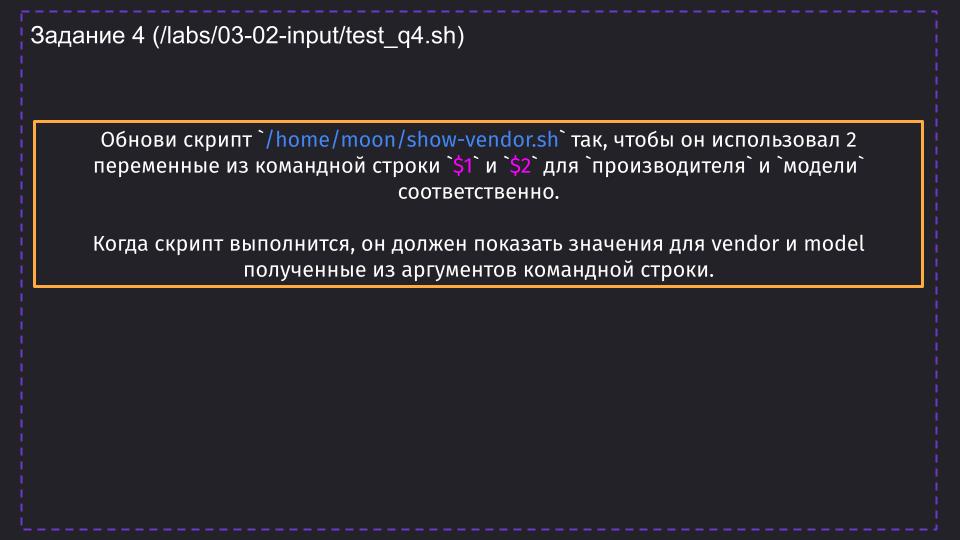 Задание 4 (/labs/03-02-input/test_q4.sh)
Обнови скрипт `/home/moon/show-vendor.sh` так, чтобы он использовал 2
переменные из командной строки `$1` и `$2` для `производителя` и `модели`
соответственно.
Когда скрипт выполнится, он должен показать значения для vendor и model
полученные из аргументов командной строки.